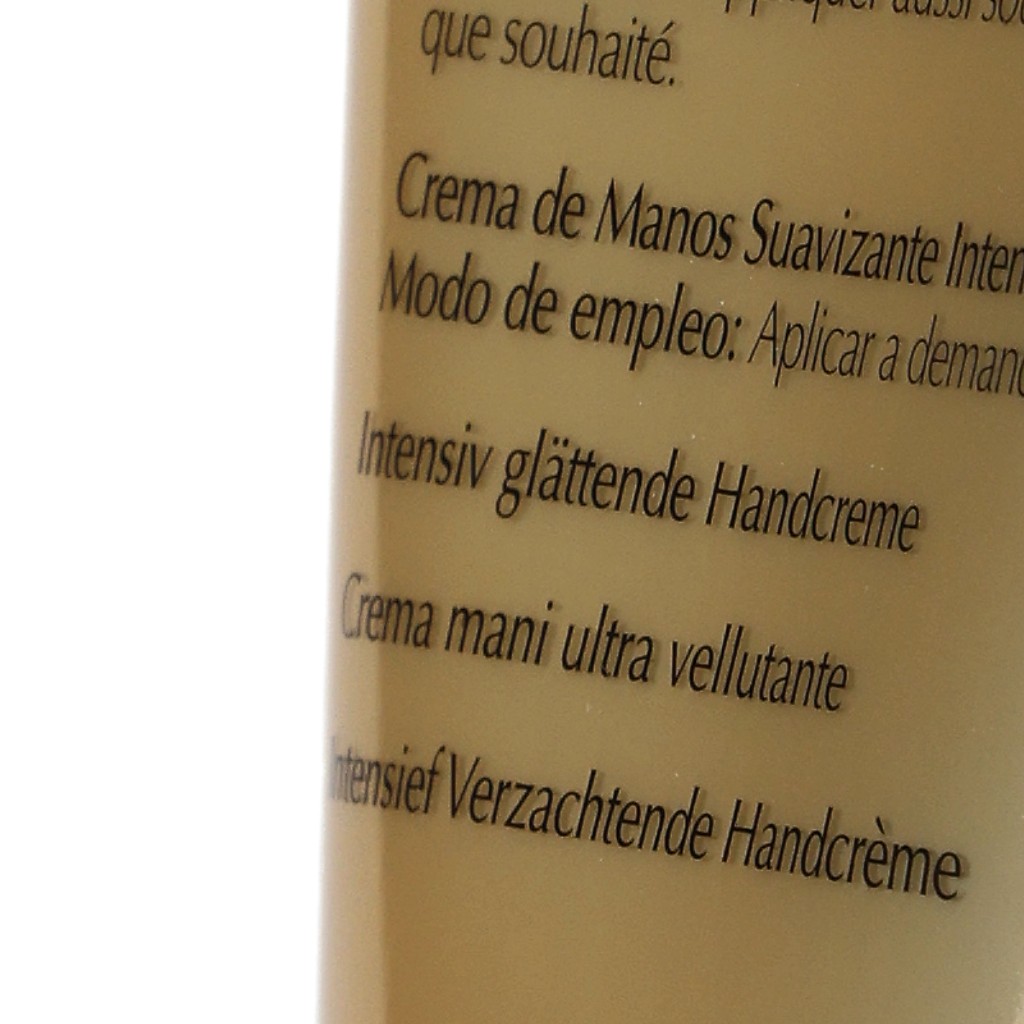 que souhaité.
Crema de Manos Suavizante
Modo de empleo: Aplicar a
Intensiv glättende Handcreme
Crema mani ultra vellutante
Intensief Verzachtende Handcrème